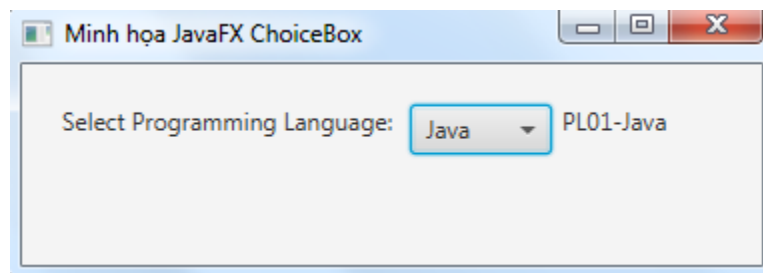 Minh họa JavaFX ChoiceBox
Select Programming Language: Java PL01-Java